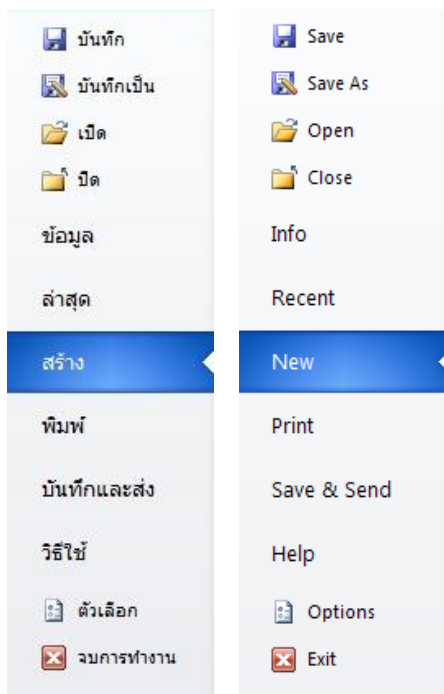 บันทึก
บันทึกเป็น
เปิด
ปิด
ข้อมูล
ล่าสุด
สร้าง
พิมพ์
บันทึกและส่ง
วิธีใช้
ตัวเลือก
จบการทำงาน
Save
Save As
Open
Close
Info
Recent
New
Print
Save & Send
Help
Options
Exit